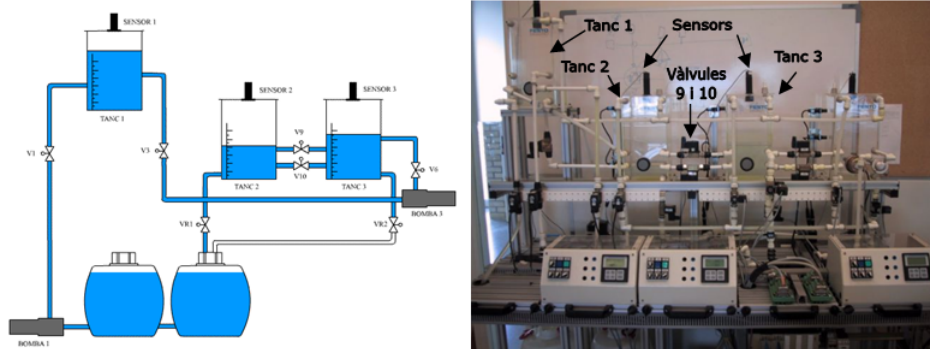 SENSOR 1
TANC 1
SENSOR 2
SENSOR 3
V1
V3
V9
V10
TANC 2
TANC 3
V6
BOMBA 3
VR1
VR2
BOMBA 1
Tanc 1
Sensors
Tanc 2
Vàlvules
9 i 10
Tanc 3